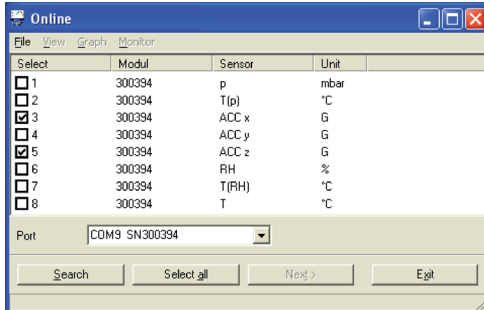 Online
File View Graph Monitor
Select Modul Sensor Unit
1 300394 p mbar
2 300394 T(p) °C
3 300394 ACC x G
4 300394 ACC y G
5 300394 ACC z G
6 300394 RH %
7 300394 T(RH) °C
8 300394 T °C
Port COM9 SN300394
Search Select all Next > Exit